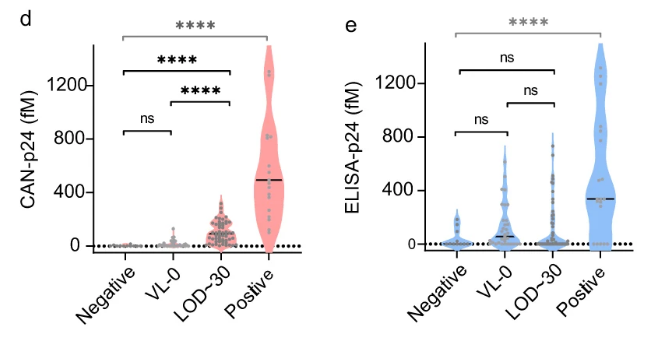 d
****
****
****
ns
CAN-p24 (fM)
1200
800
400
0
Negative
VL-0
LOD~30
Postive
e
****
ns
ns
ns
ELISA-p24 (fM)
1200
800
400
0
Negative
VL-0
LOD~30
Postive